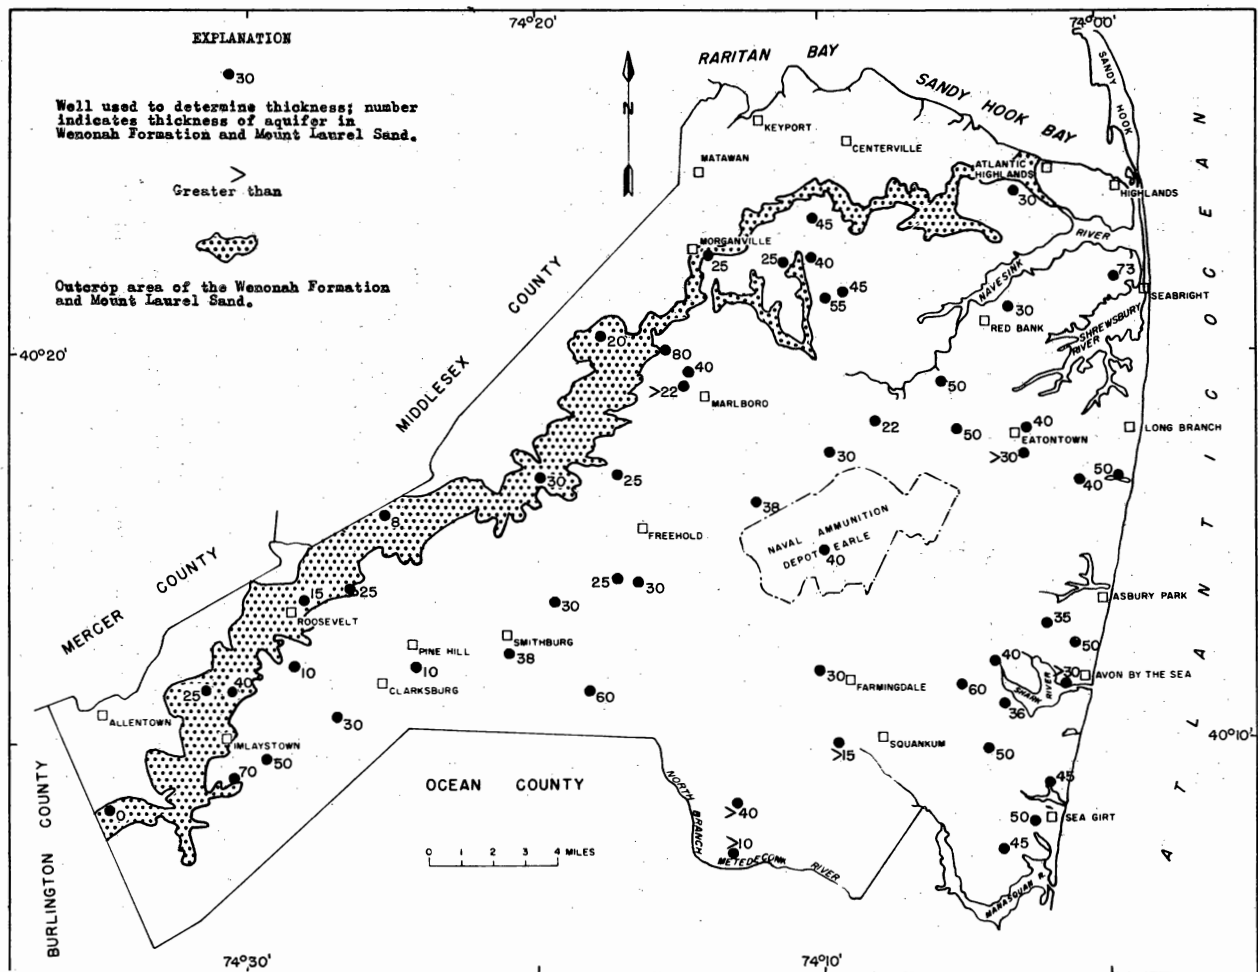 74°20'
74°00'
EXPLANATION
30
Well used to determine thickness; number
indicates thickness of aquifer in
Wenonah Formation and Mount Laurel Sand.
>
Greater than
Outcrop area of the Wenonah Formation
and Mount Laurel Sand.
N
RARITAN BAY
SANDY HOOK BAY
SANDY HOOK
ATLANTIC OCEAN
KEYPORT
CENTERVILLE
MATAWAN
ATLANTIC
HIGHLANDS
HIGHLANDS
30
45
MORGANVILLE
25
25
40
45
55
NAVESINK RIVER
73
SEABRIGHT
30
RED BANK
SHREWSBURY
RIVER
MIDDLESEX COUNTY
40°20'
20
80
40
>22
MARLBORO
50
22
50
40
EATONTOWN
>30
LONG BRANCH
30
50
40
30
25
38
8
FREEHOLD
NAVAL AMMUNITION
DEPOT EARLE
40
MERCER COUNTY
25
30
15
25
ROOSEVELT
30
ASBURY PARK
35
50
PINE HILL
SMITHBURG
38
10
10
CLARKSBURG
40
>30
AVON BY THE SEA
SHARK
RIVER
25
40
60
30
FARMINGDALE
60
36
ALLENTOWN
30
IMLAYSTOWN
50
70
>15
SQUANKUM
50
40°10'
45
0
OCEAN COUNTY
NORTH BRANCH
METEDECONK RIVER
>40
>10
50
SEA GIRT
45
MANASQUAN R.
0 1 2 3 4 MILES
BURLINGTON COUNTY
74°30'
74°10'